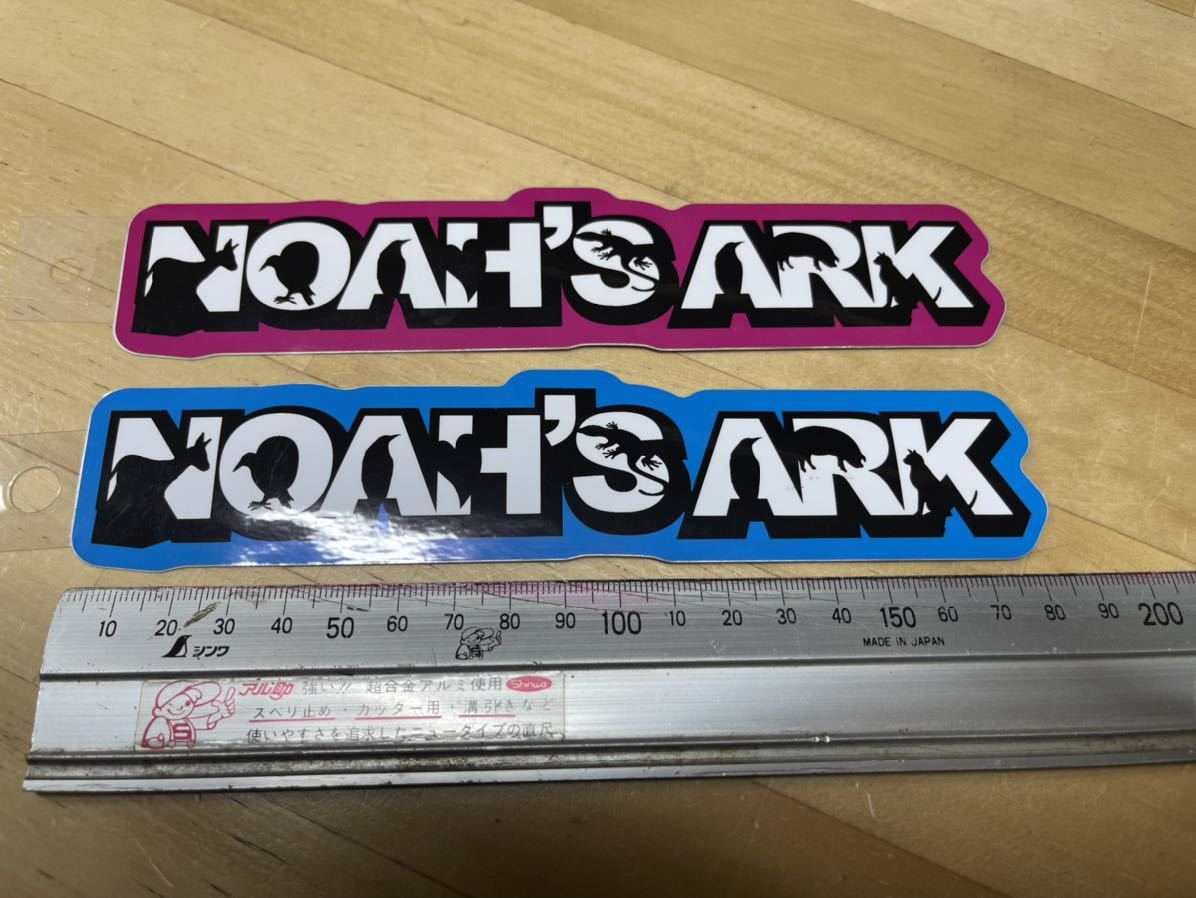 NOAH'S ARK
NOAH'S ARK
10 20 30 40 50 60 70 80 90 100 10 20 30 40 150 60 70 80 90 200
シンワ
MADE IN JAPAN
アル助 強い!! 超合金アルミ使用 Shinwa
スベリ止め・カッター用・溝引きなど
使いやすさを追求したニュータイプの直尺